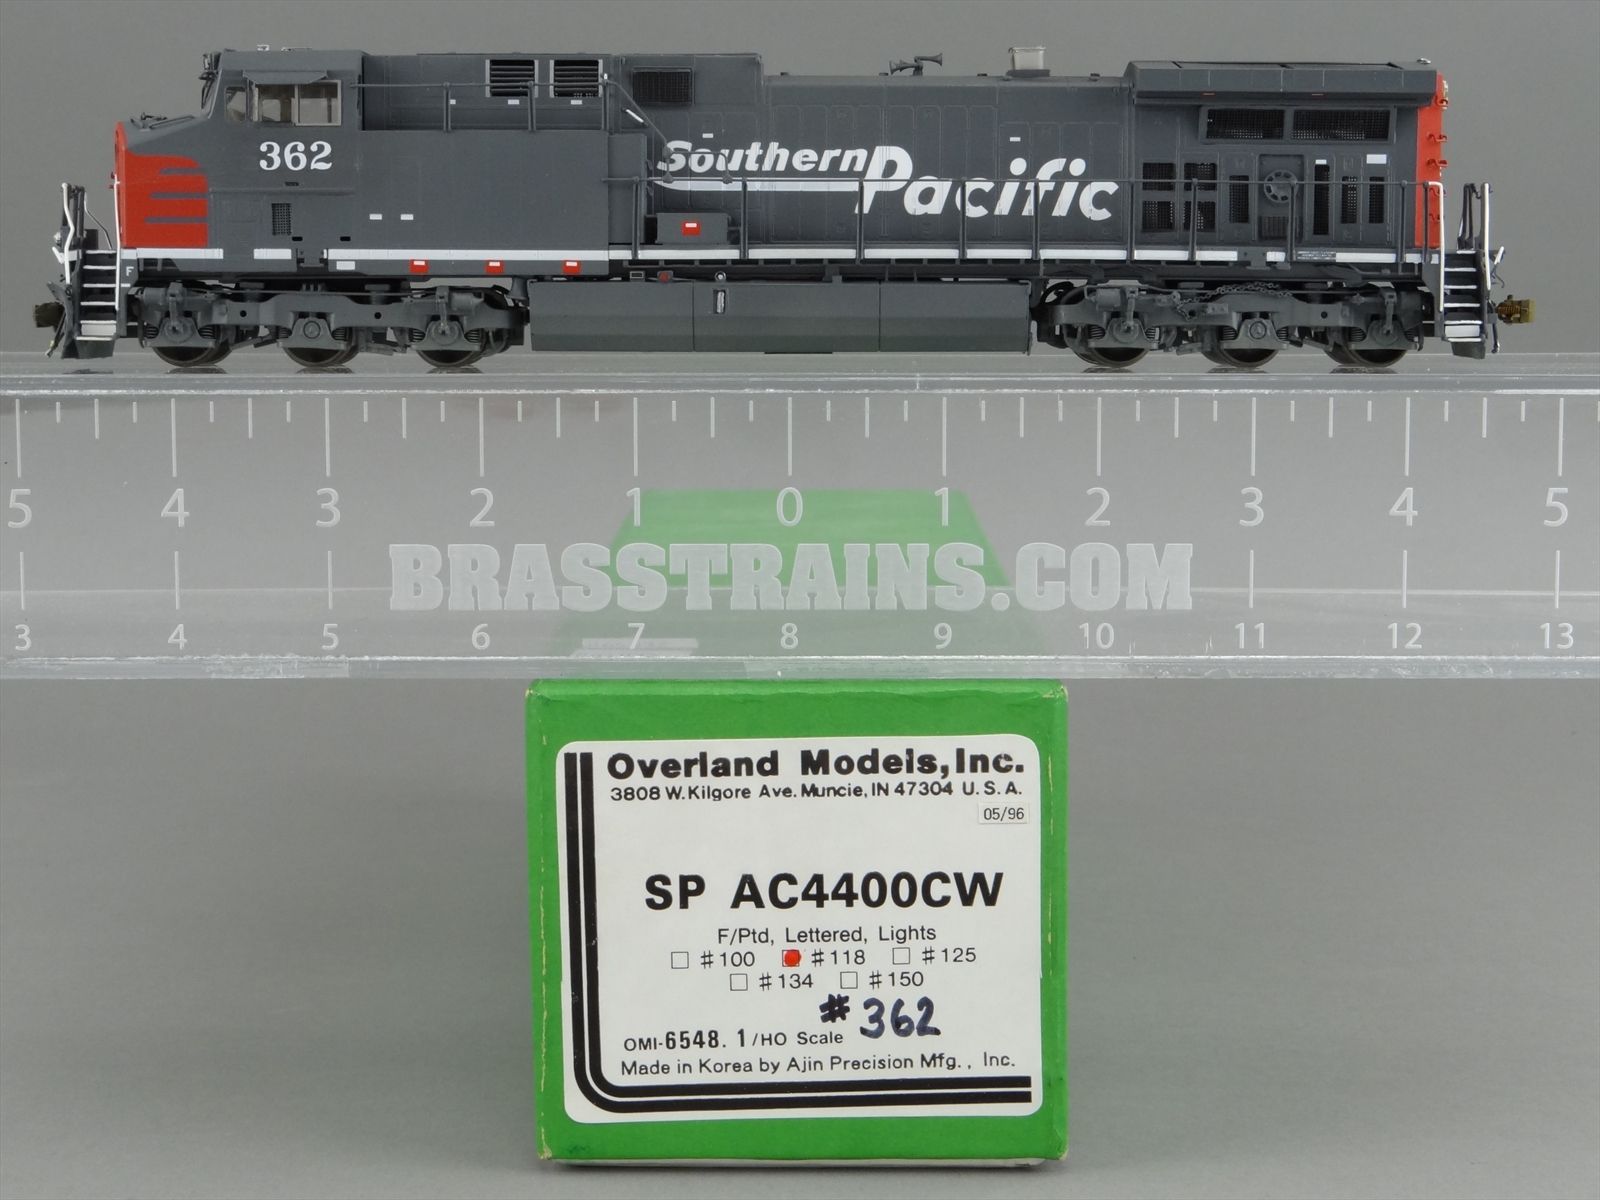 362
Southern
Pacific
F
5 4 3 2 1 0 1 2 3 4 5
BRASSTRAINS.COM
3 4 5 6 7 8 9 10 11 12 13
Overland Models, Inc.
3808 W. Kilgore Ave. Muncie, IN 47304 U.S.A.
05/96
SP AC4400CW
F/Ptd, Lettered, Lights
#100 #118 #125
#134 #150
#362
OMI-6548.1/HO Scale
Made in Korea by Ajin Precision Mfg., Inc.